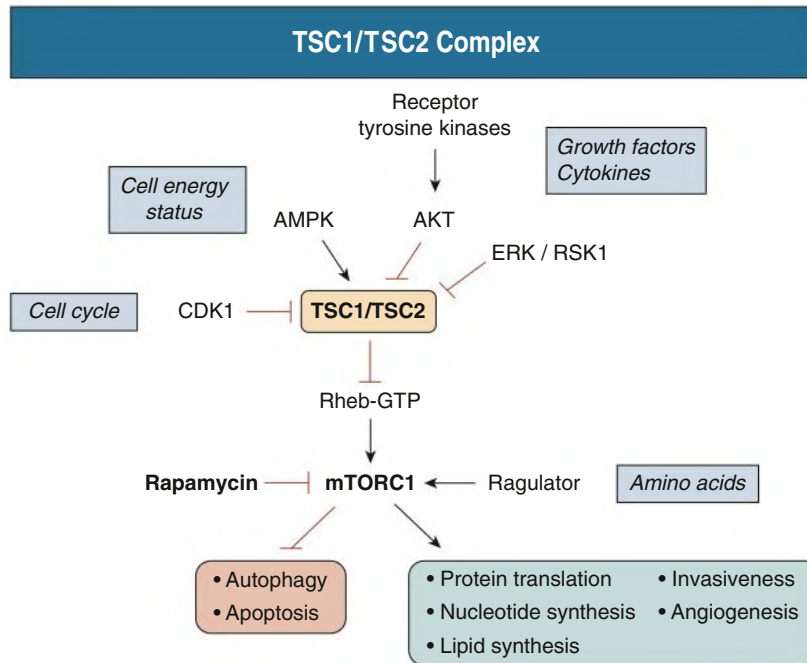 TSC1/TSC2 Complex
Receptor
tyrosine kinases
Growth factors
Cytokines
Cell energy
status
AMPK
AKT
ERK / RSK1
Cell cycle
CDK1
TSC1/TSC2
Rheb-GTP
Rapamycin
mTORC1
Ragulator
Amino acids
• Autophagy
• Apoptosis
• Protein translation
• Nucleotide synthesis
• Lipid synthesis
• Invasiveness
• Angiogenesis